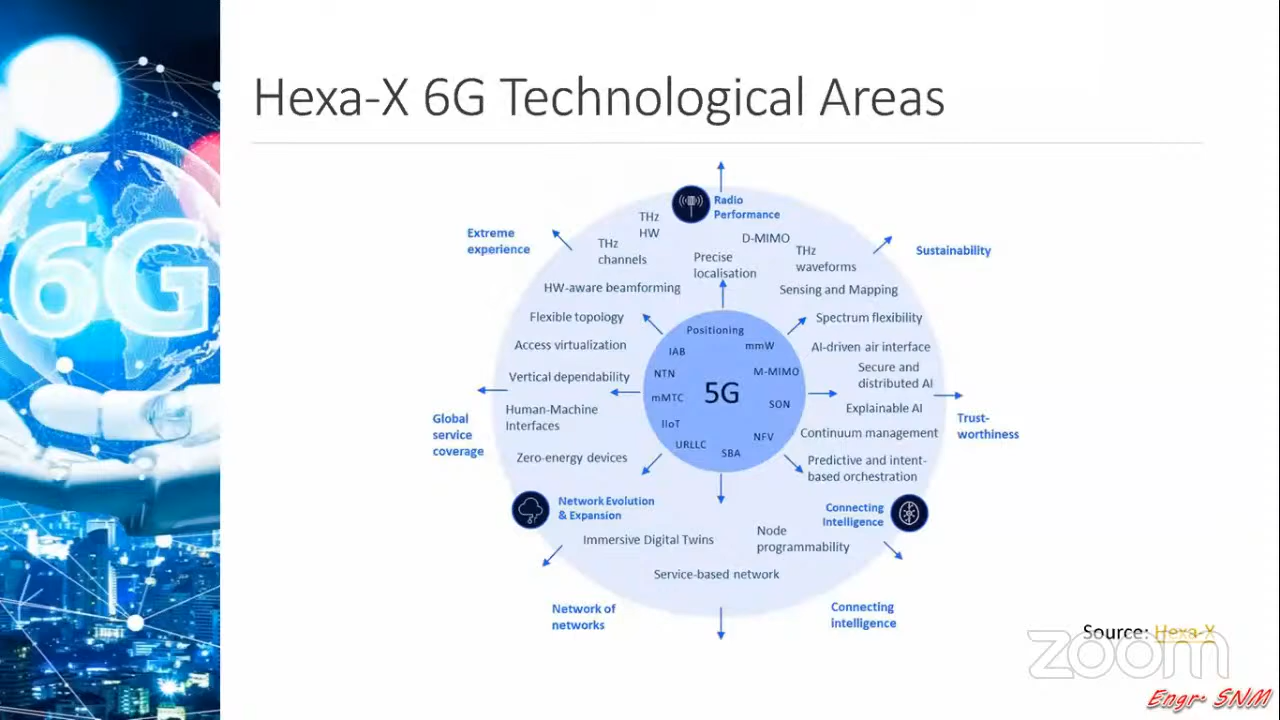 Hexa-X 6G Technological Areas
6G
Radio
Performance
THz
HW
D-MIMO
Extreme
experience
THz
channels
THz
waveforms
Sustainability
Precise
localisation
HW-aware beamforming
Sensing and Mapping
Flexible topology
Spectrum flexibility
Positioning
Access virtualization
IAB
mmW
AI-driven air interface
Vertical dependability
NTN
M-MIMO
Secure and
distributed AI
5G
mMTC
SON
Human-Machine
Interfaces
Explainable AI
Global
service
coverage
Trust-
worthiness
IIoT
NFV
Continuum management
URLLC
SBA
Zero-energy devices
Predictive and intent-
based orchestration
Network Evolution
& Expansion
Connecting
Intelligence
Immersive Digital Twins
Node
programmability
Service-based network
Network of
networks
Connecting
intelligence
Source: Hexa-X
zoom
Engr. SNM